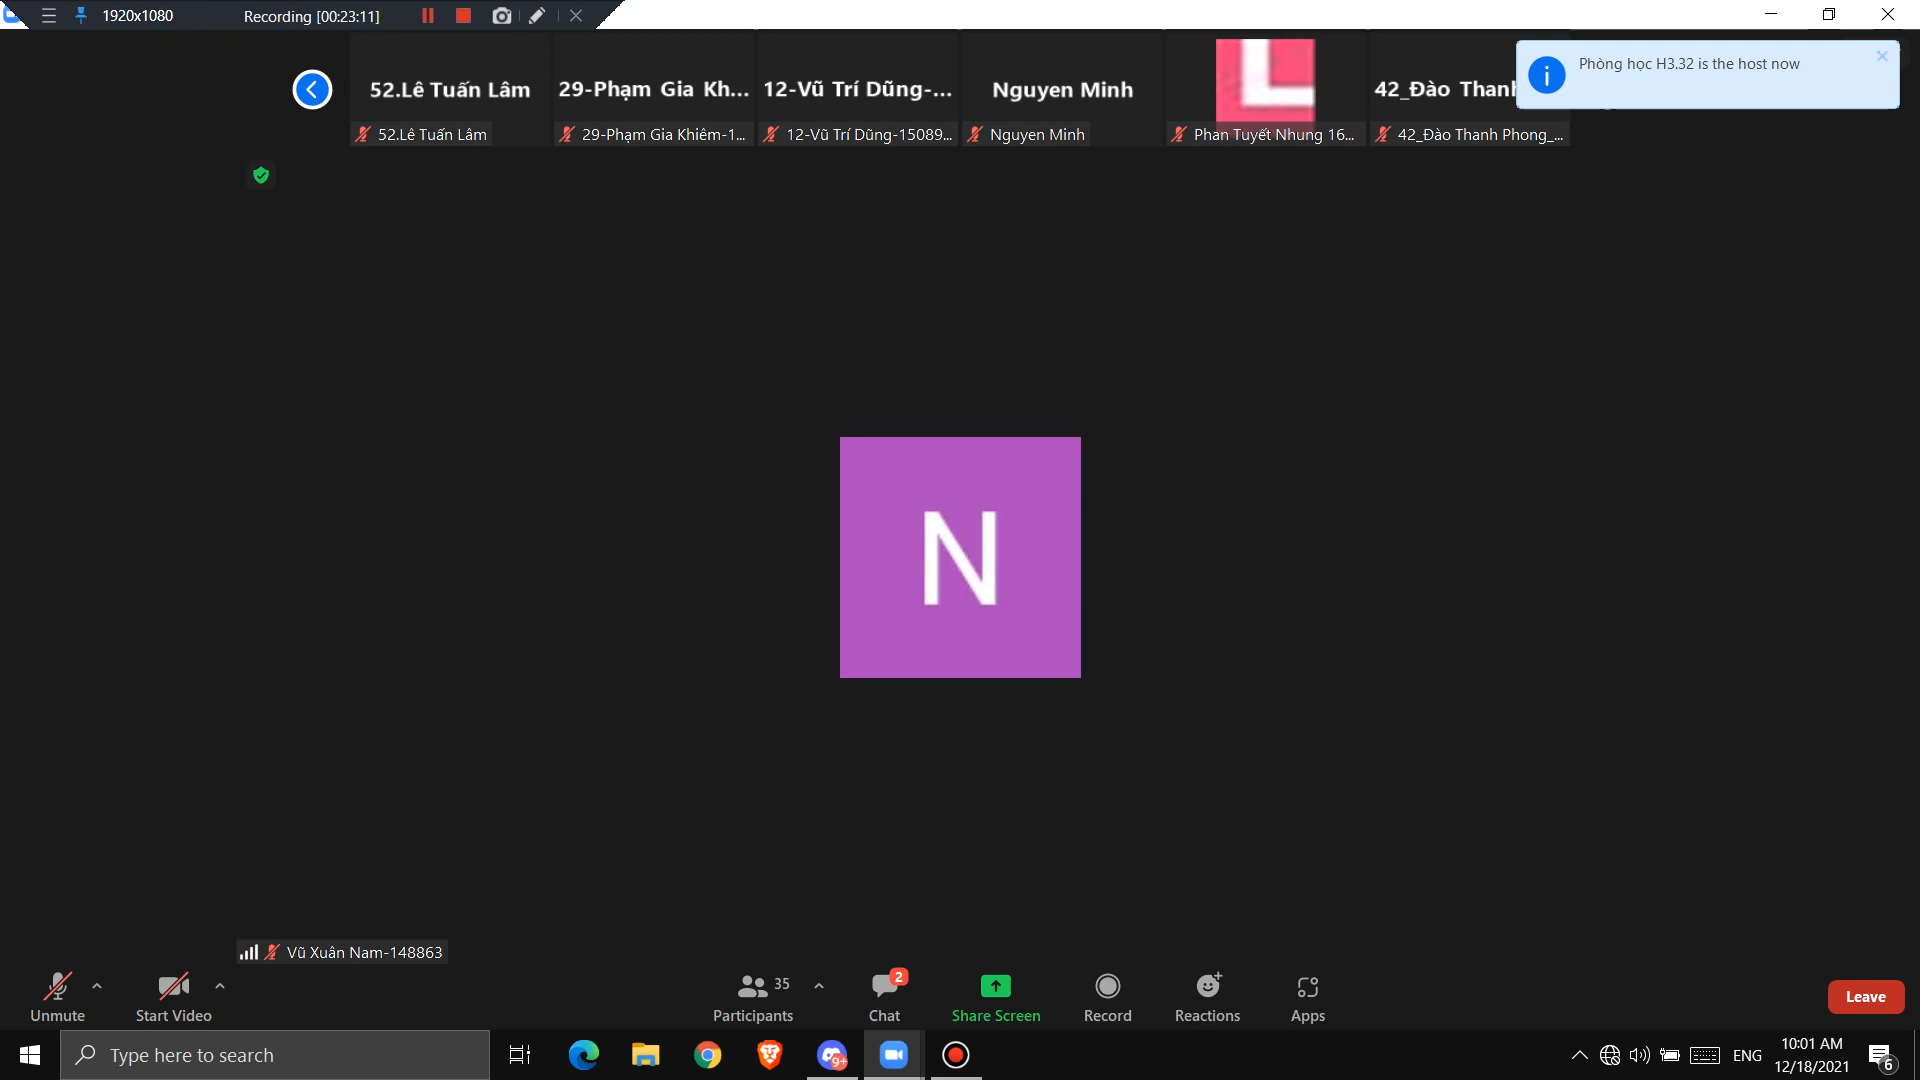 1920x1080
Recording [00:23:11]
52.Lê Tuấn Lâm
29-Phạm Gia Kh...
12-Vũ Trí Dũng-...
Nguyen Minh
L
42_Đào Thanh
Phòng học H3.32 is the host now
52.Lê Tuấn Lâm
29-Phạm Gia Khiêm-1...
12-Vũ Trí Dũng-15089...
Nguyen Minh
Phan Tuyết Nhung 16...
42_Đào Thanh Phong_...
N
Vũ Xuân Nam-148863
35
2
Unmute
Start Video
Participants
Chat
Share Screen
Record
Reactions
Apps
Leave
Type here to search
9+
ENG
10:01 AM
12/18/2021
6